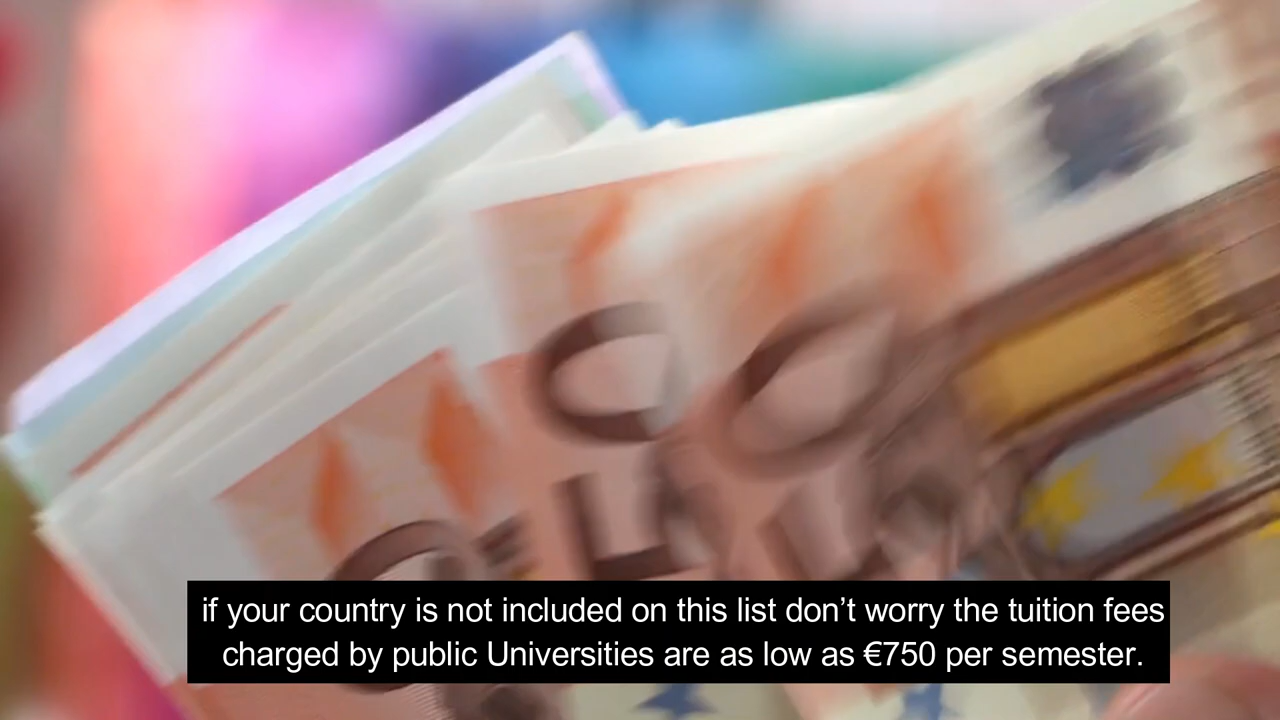 if your country is not included on this list don’t worry the tuition fees
charged by public Universities are as low as €750 per semester.